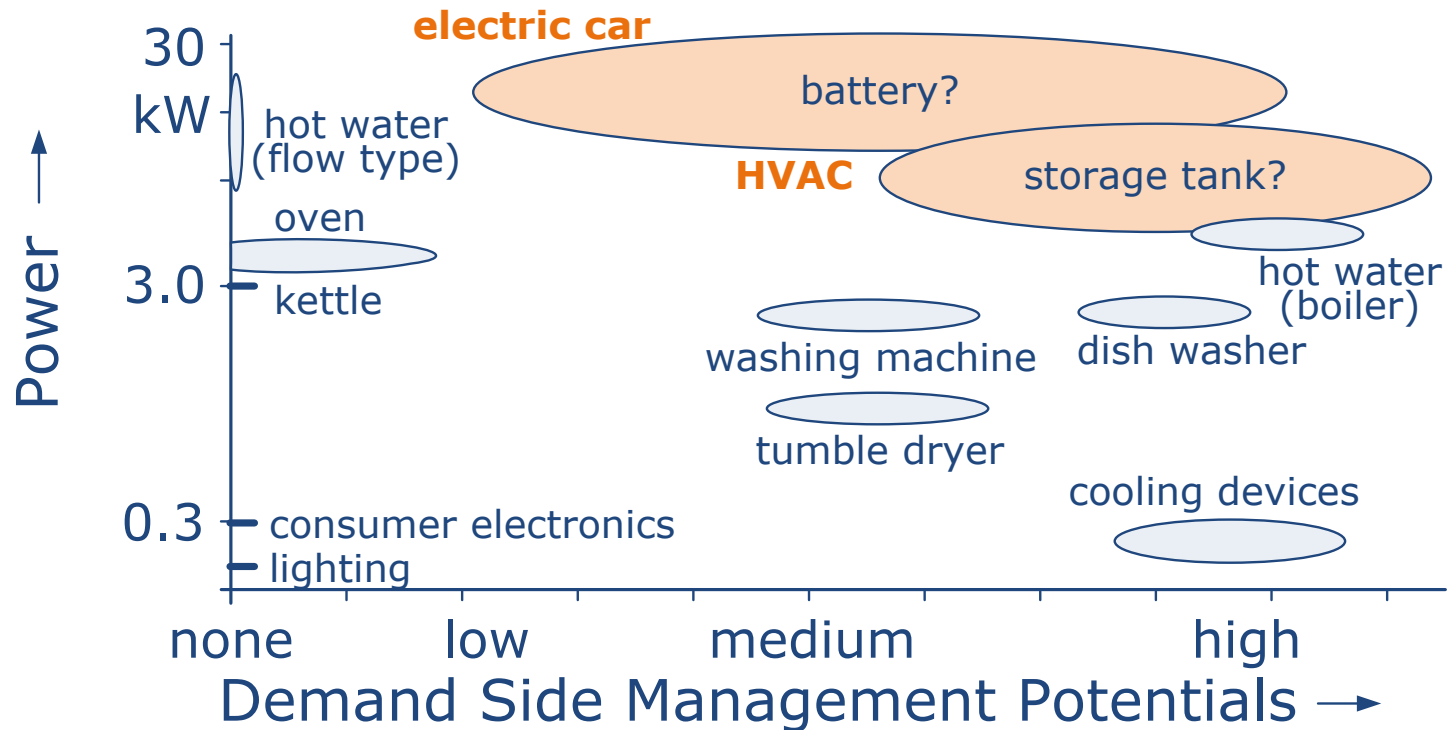 electric car
30
kW
battery?
hot water
(flow type)
HVAC
storage tank?
oven
3.0
kettle
hot water
(boiler)
washing machine
dish washer
tumble dryer
cooling devices
0.3
consumer electronics
lighting
Power
none
low
medium
high
Demand Side Management Potentials